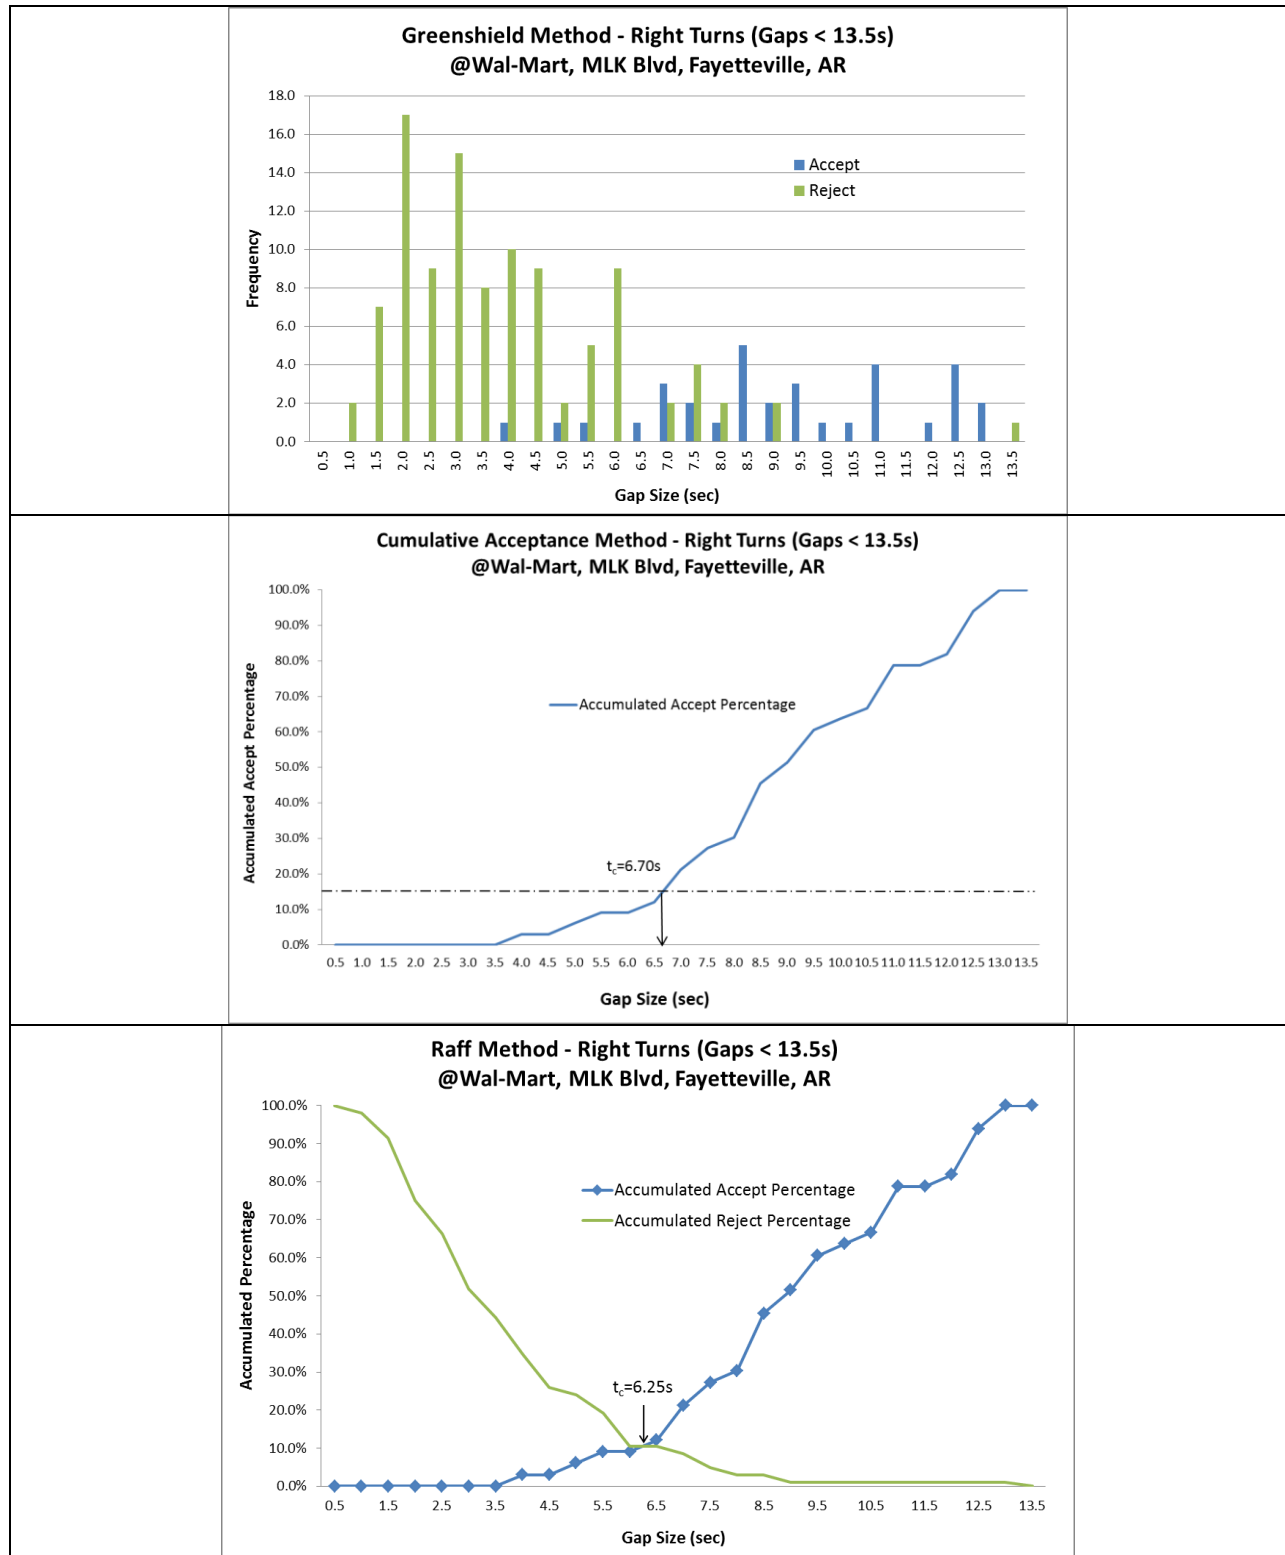 Greenshield Method - Right Turns (Gaps < 13.5s)
@Wal-Mart, MLK Blvd, Fayetteville, AR
18.0
16.0
14.0
12.0
10.0
8.0
6.0
4.0
2.0
0.0
Frequency
Accept
Reject
0.5 1.0 1.5 2.0 2.5 3.0 3.5 4.0 4.5 5.0 5.5 6.0 6.5 7.0 7.5 8.0 8.5 9.0 9.5 10.0 10.5 11.0 11.5 12.0 12.5 13.0 13.5
Gap Size (sec)
Cumulative Acceptance Method - Right Turns (Gaps < 13.5s)
@Wal-Mart, MLK Blvd, Fayetteville, AR
100.0%
90.0%
80.0%
70.0%
60.0%
50.0%
40.0%
30.0%
20.0%
10.0%
0.0%
Accumulated Accept Percentage
Accumulated Accept Percentage
tc=6.70s
0.5 1.0 1.5 2.0 2.5 3.0 3.5 4.0 4.5 5.0 5.5 6.0 6.5 7.0 7.5 8.0 8.5 9.0 9.5 10.0 10.5 11.0 11.5 12.0 12.5 13.0 13.5
Gap Size (sec)
Raff Method - Right Turns (Gaps < 13.5s)
@Wal-Mart, MLK Blvd, Fayetteville, AR
100.0%
90.0%
80.0%
70.0%
60.0%
50.0%
40.0%
30.0%
20.0%
10.0%
0.0%
Accumulated Percentage
Accumulated Accept Percentage
Accumulated Reject Percentage
tc=6.25s
0.5 1.5 2.5 3.5 4.5 5.5 6.5 7.5 8.5 9.5 10.5 11.5 12.5 13.5
Gap Size (sec)